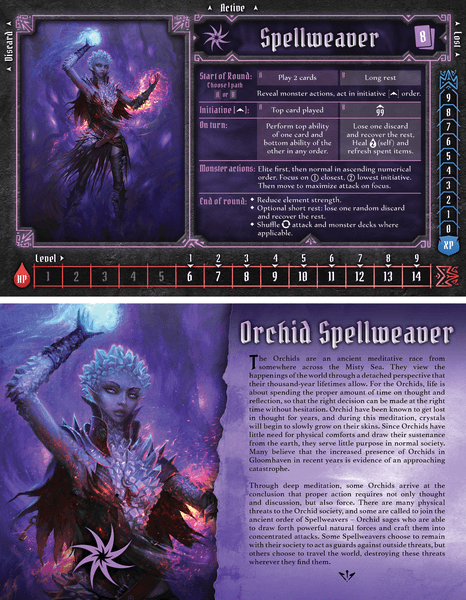 Active
Discard
Lost
Spellweaver
8
Start of Round:
Choose 1 path
Play 2 cards
Long rest
Reveal monster actions, act in initiative order.
Initiative
Top card played
99
On turn:
Perform top ability
of one card and
bottom ability of the
other in any order.
Lose one discard
and recover the rest.
Heal 2 (self) and
refresh spent items.
Monster actions:
Elite first, then normal in ascending numerical
order. Focus on 1 closest, 2 lowest initiative.
Then move to maximize attack on focus.
End of round:
Reduce element strength.
Optional short rest: lose one random discard
and recover the rest.
Shuffle attack and monster decks where
applicable.
9
8
7
6
5
4
3
2
1
0
XP
Level
1 2 3 4 5 6 7 8 9
HP
1 2 3 4 5 6 7 8 9 10 11 12 13 14
Orchid Spellweaver
The Orchids are an ancient meditative race from
somewhere across the Misty Sea. They view the
happenings of the world through a detached perspective that
their thousand-year lifetimes allow. For the Orchids, life is
about spending the proper amount of time on thought and
reflection, so that the right decision can be made at the right
time without hesitation. Orchid have been known to get lost
in thought for years, and during this meditation, crystals
will begin to slowly grow on their skins. Since Orchids have
little need for physical comforts and draw their sustenance
from the earth, they serve little purpose in normal society.
Many believe that the increased presence of Orchids in
Gloomhaven in recent years is evidence of an approaching
catastrophe.
Through deep meditation, some Orchids arrive at the
conclusion that proper action requires not only thought
and discussion, but also force. There are many physical
threats to the Orchid society, and some are called to join the
ancient order of Spellweavers – Orchid sages who are able
to draw forth powerful natural forces and craft them into
concentrated attacks. Some Spellweavers choose to remain
with their society to act as guards against outside threats, but
others choose to travel the world, destroying these threats
wherever they find them.